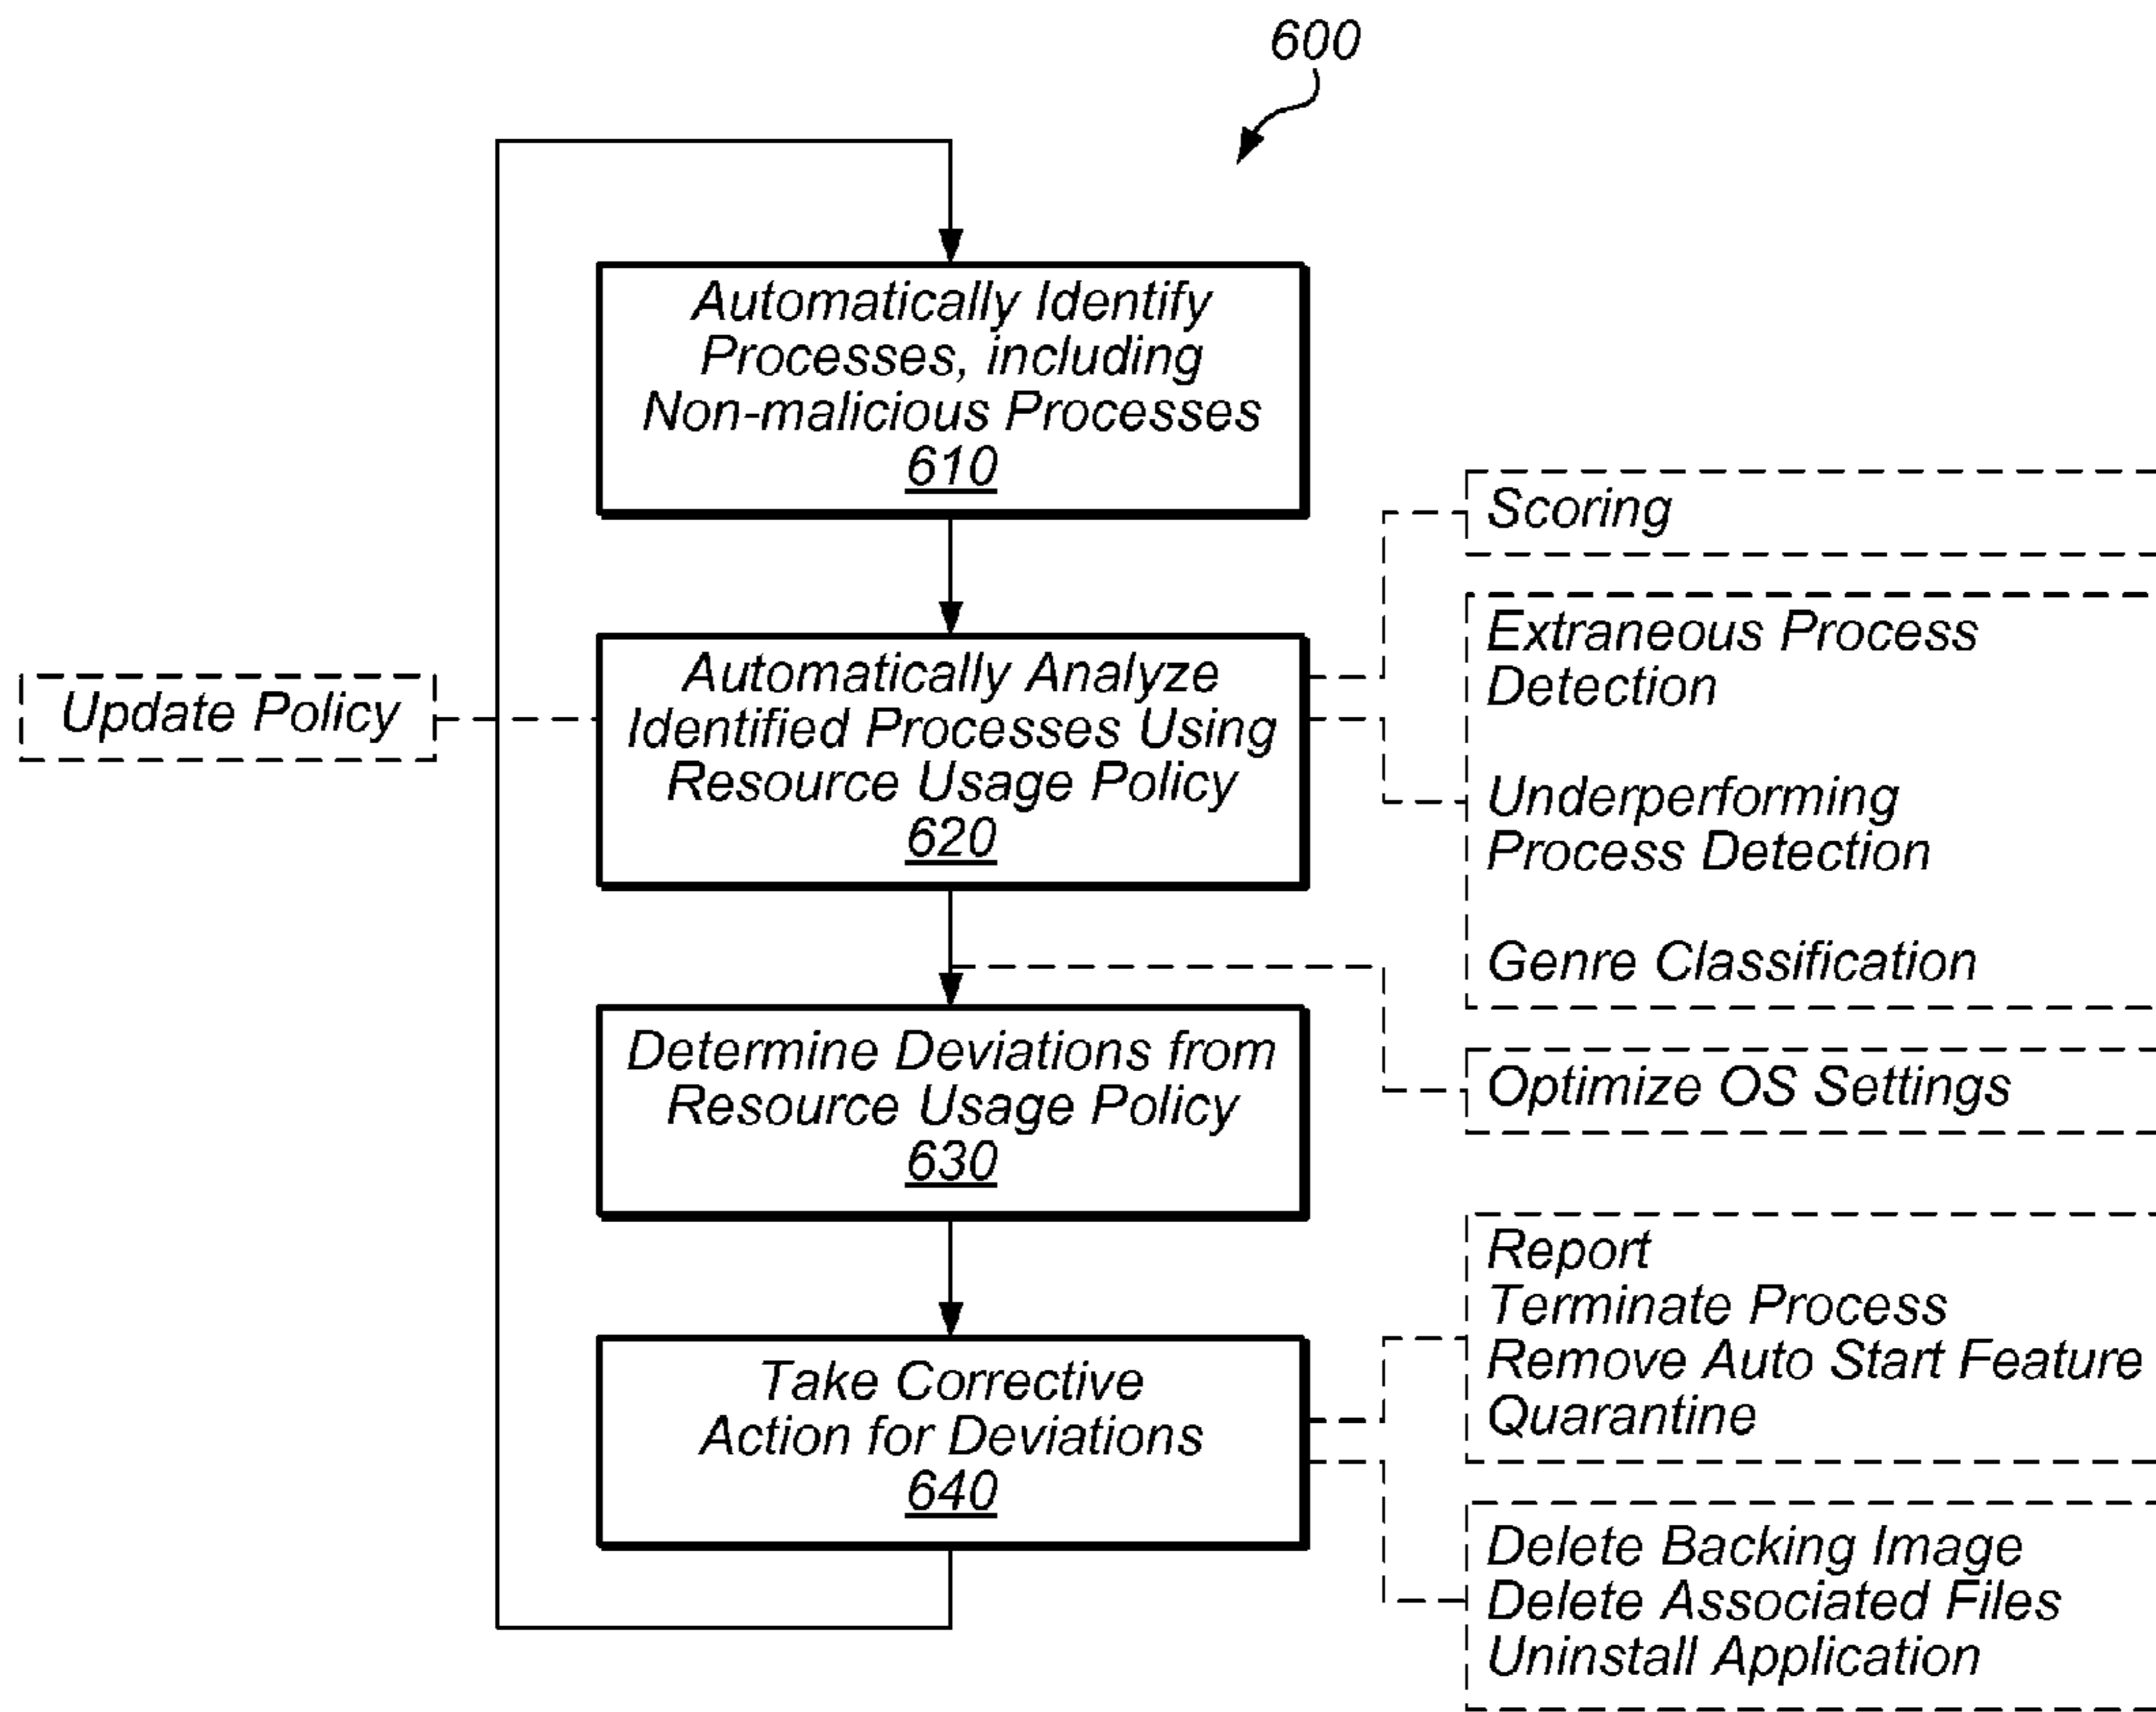 600
Automatically Identify
Processes, including
Non-malicious Processes
610
Scoring
Extraneous Process
Detection
Underperforming
Process Detection
Genre Classification
Update Policy
Automatically Analyze
Identified Processes Using
Resource Usage Policy
620
Optimize OS Settings
Determine Deviations from
Resource Usage Policy
630
Take Corrective
Action for Deviations
640
Report
Terminate Process
Remove Auto Start Feature
Quarantine
Delete Backing Image
Delete Associated Files
Uninstall Application